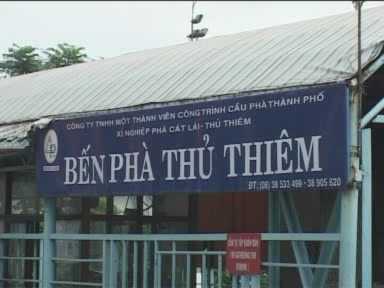 CÔNG TY TNHH MỘT THÀNH VIÊN CÔNG TRÌNH CẦU PHÀ THÀNH PHỐ
XÍ NGHIỆP PHÀ CÁT LÁI - THỦ THIÊM
BẾN PHÀ THỦ THIÊM
ĐT: (08) 38 533 499 - 38 905 620